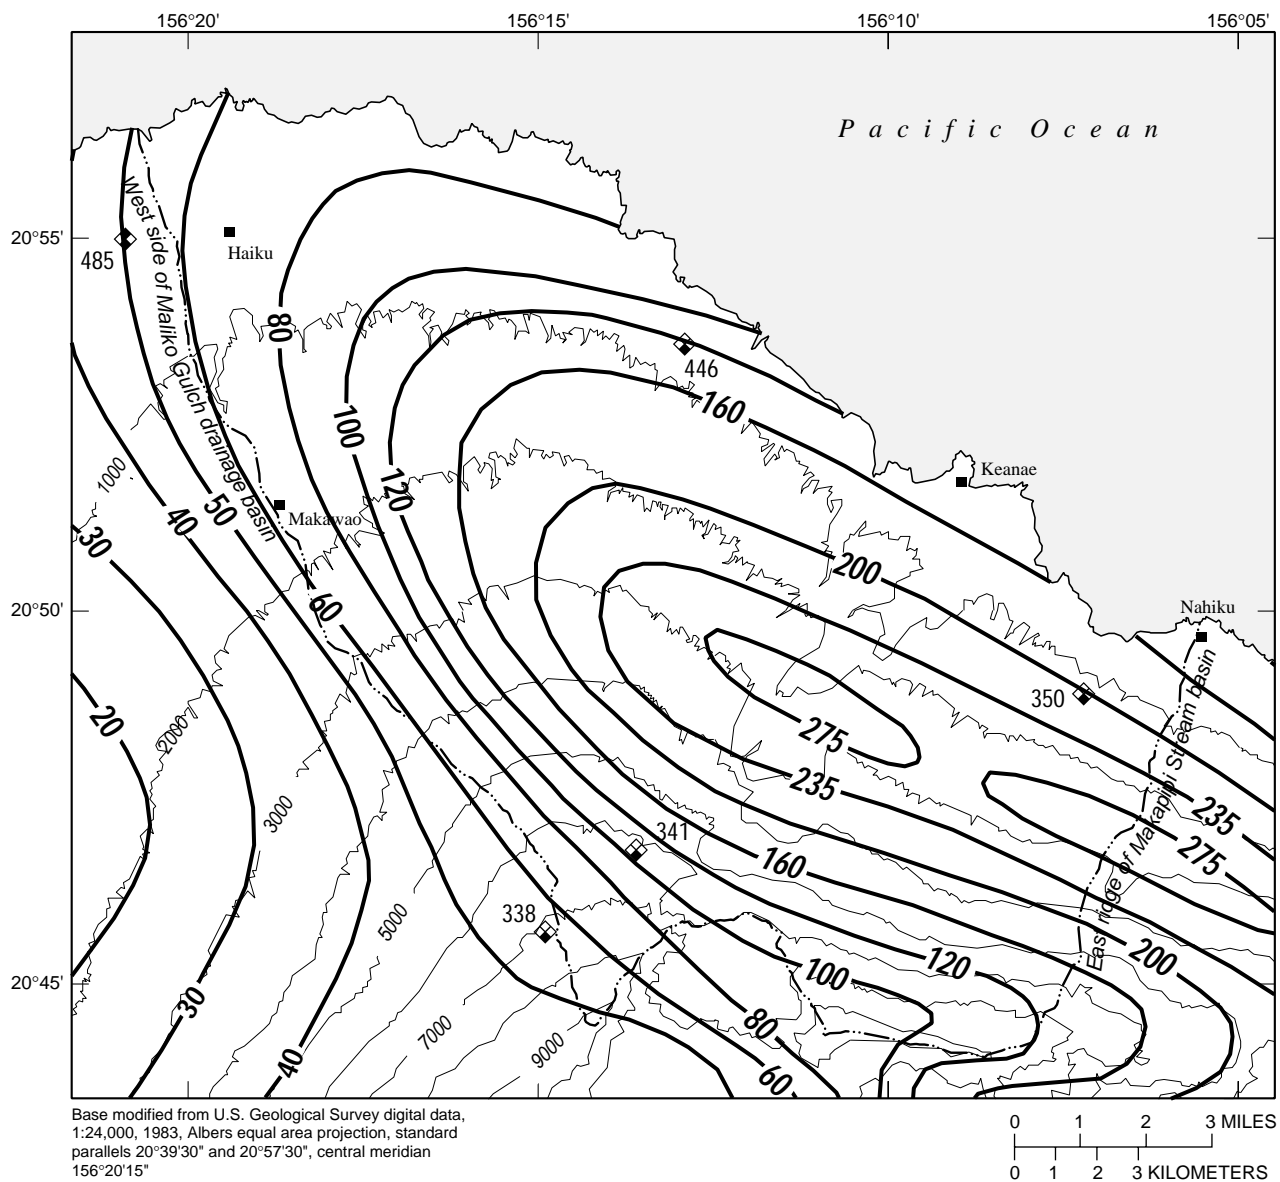 156°20' 156°15' 156°10' 156°05'
Pacific Ocean
20°55'
485
Haiku
West side of Maliko Gulch drainage basin
80
446
160
100
1000
120
Keanae
50
40
Makawao
30
200
60
20°50'
Nahiku
350
20
2000
275
235
3000
235
341
275
160
338
5000
East ridge of Makapipi Stream basin
200
120
100
20°45'
30
7000
80
9000
40
60
Base modified from U.S. Geological Survey digital data,
1:24,000, 1983, Albers equal area projection, standard
parallels 20°39'30" and 20°57'30", central meridian
156°20'15"
0 1 2 3 MILES
0 1 2 3 KILOMETERS